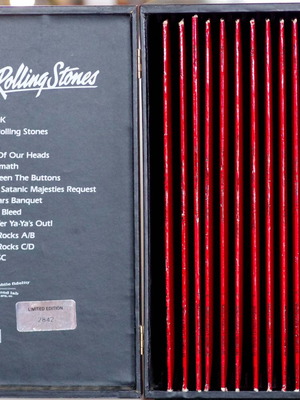 Rolling Stones
K
olling Stones
Of Our Heads
math
een The Buttons
Satanic Majesties Request
ars Banquet
Bleed
er Ya-Ya's Out!
Rocks A/B
Rocks C/D
SC
LIMITED EDITION